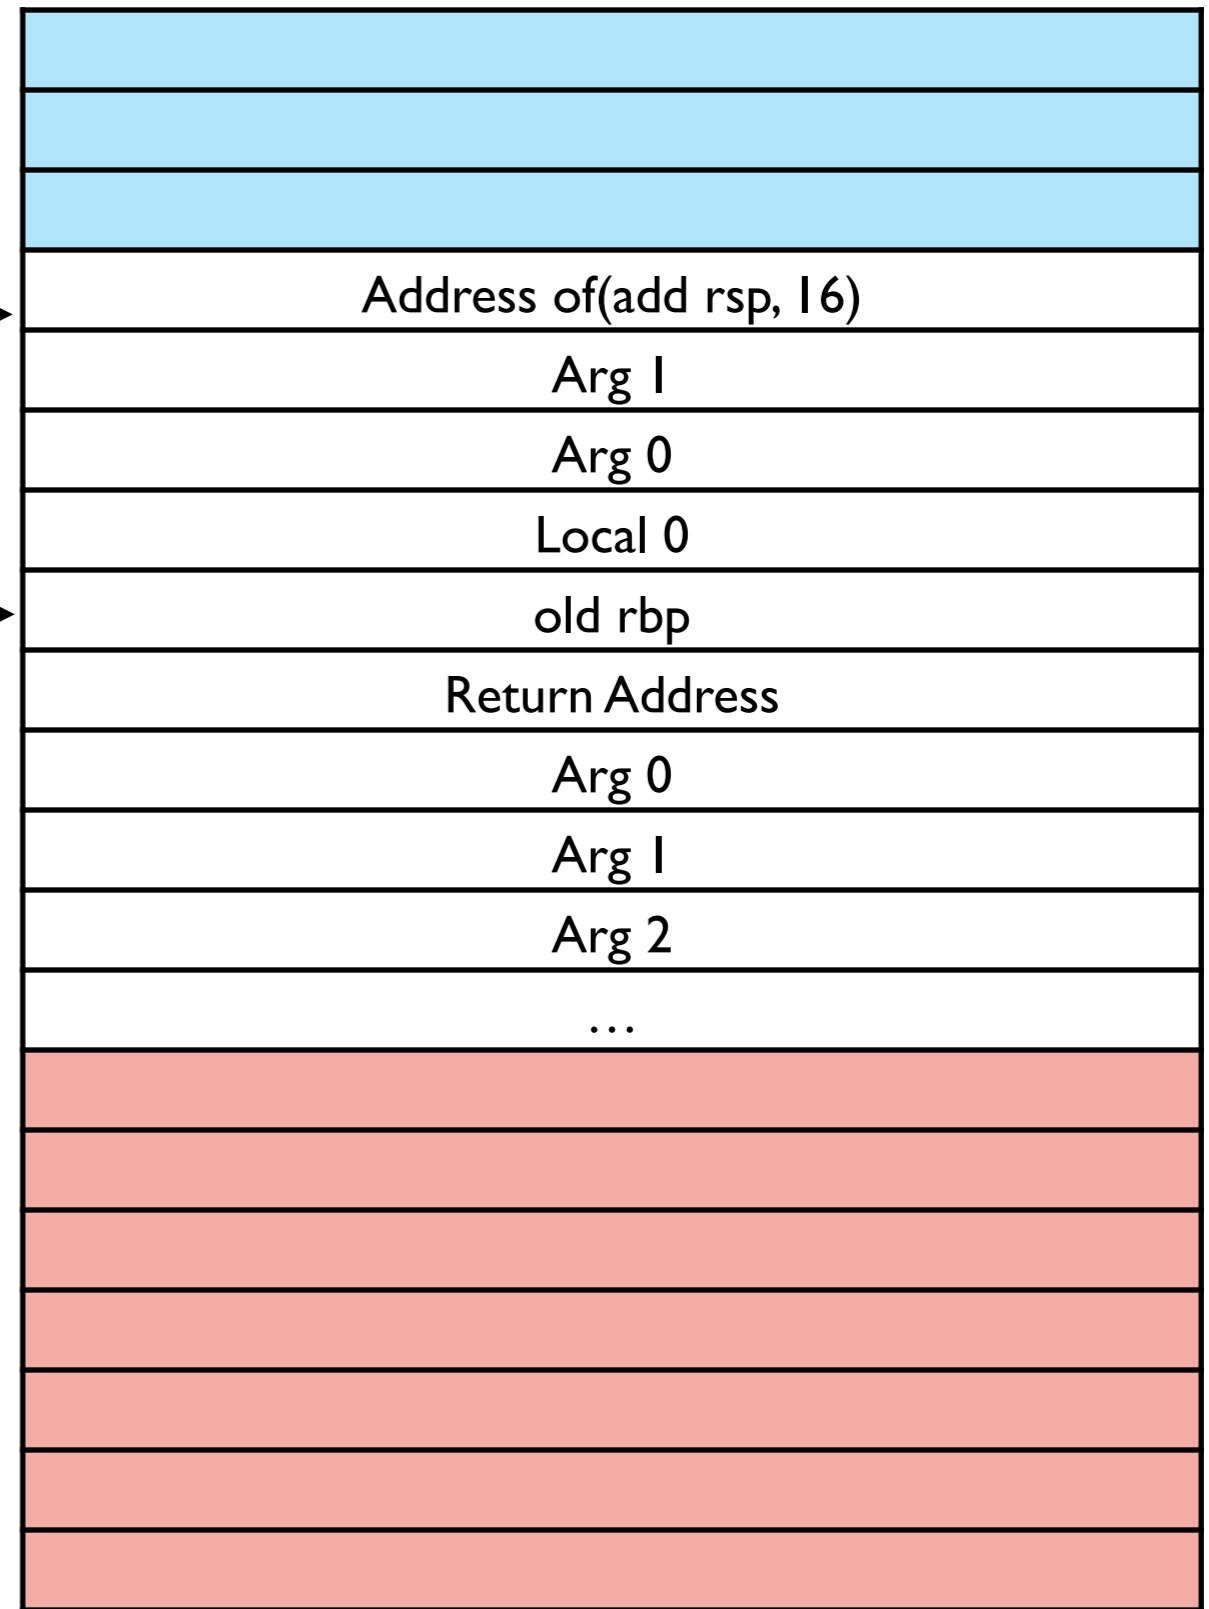 Address of(add rsp, 16)
Arg 1
Arg 0
Local 0
old rbp
Return Address
Arg 0
Arg 1
Arg 2
…